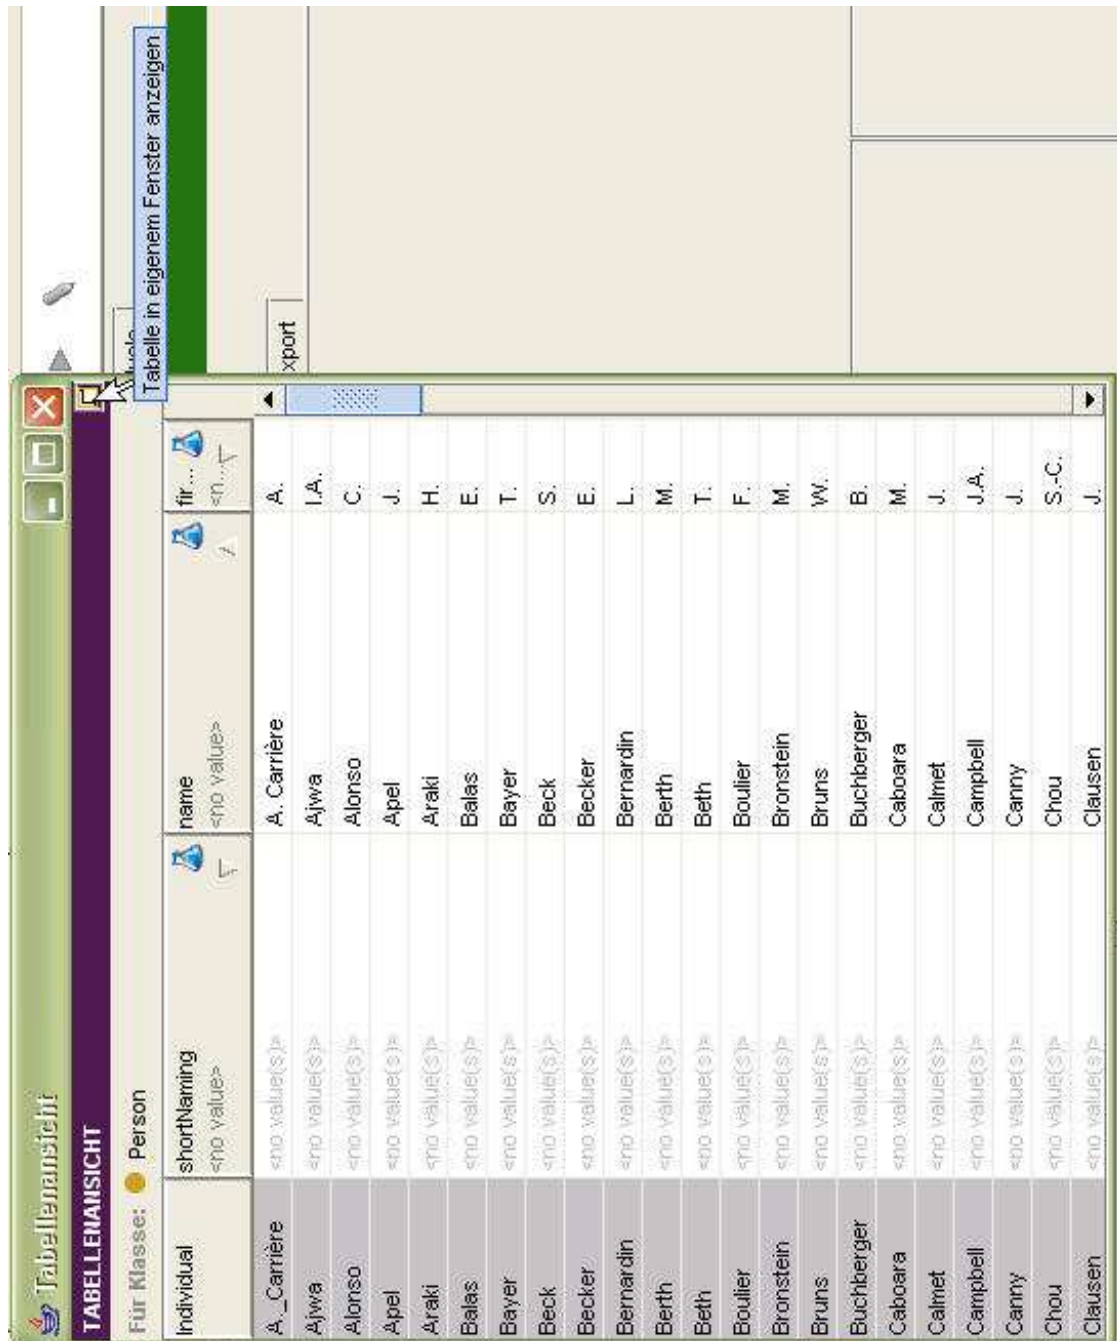 Tabellenansicht
TABELLENANSICHT
Tabelle in eigenem Fenster anzeigen
Für Klasse: Person
Individual shortNaming name fir...
<no value> <no value> <n...
A._Carrière <no value(s)> A. Carrière A.
Ajwa <no value(s)> Ajwa I.A.
Alonso <no value(s)> Alonso C.
Apel <no value(s)> Apel J.
Araki <no value(s)> Araki H.
Balas <no value(s)> Balas E.
Bayer <no value(s)> Bayer T.
Beck <no value(s)> Beck S.
Becker <no value(s)> Becker E.
Bernardin <no value(s)> Bernardin L.
Berth <no value(s)> Berth M.
Beth <no value(s)> Beth T.
Boulier <no value(s)> Boulier F.
Bronstein <no value(s)> Bronstein M.
Bruns <no value(s)> Bruns W.
Buchberger <no value(s)> Buchberger B.
Caboara <no value(s)> Caboara M.
Calmet <no value(s)> Calmet J.
Campbell <no value(s)> Campbell J.A.
Canny <no value(s)> Canny J.
Chou <no value(s)> Chou S.-C.
Clausen <no value(s)> Clausen J.
xport